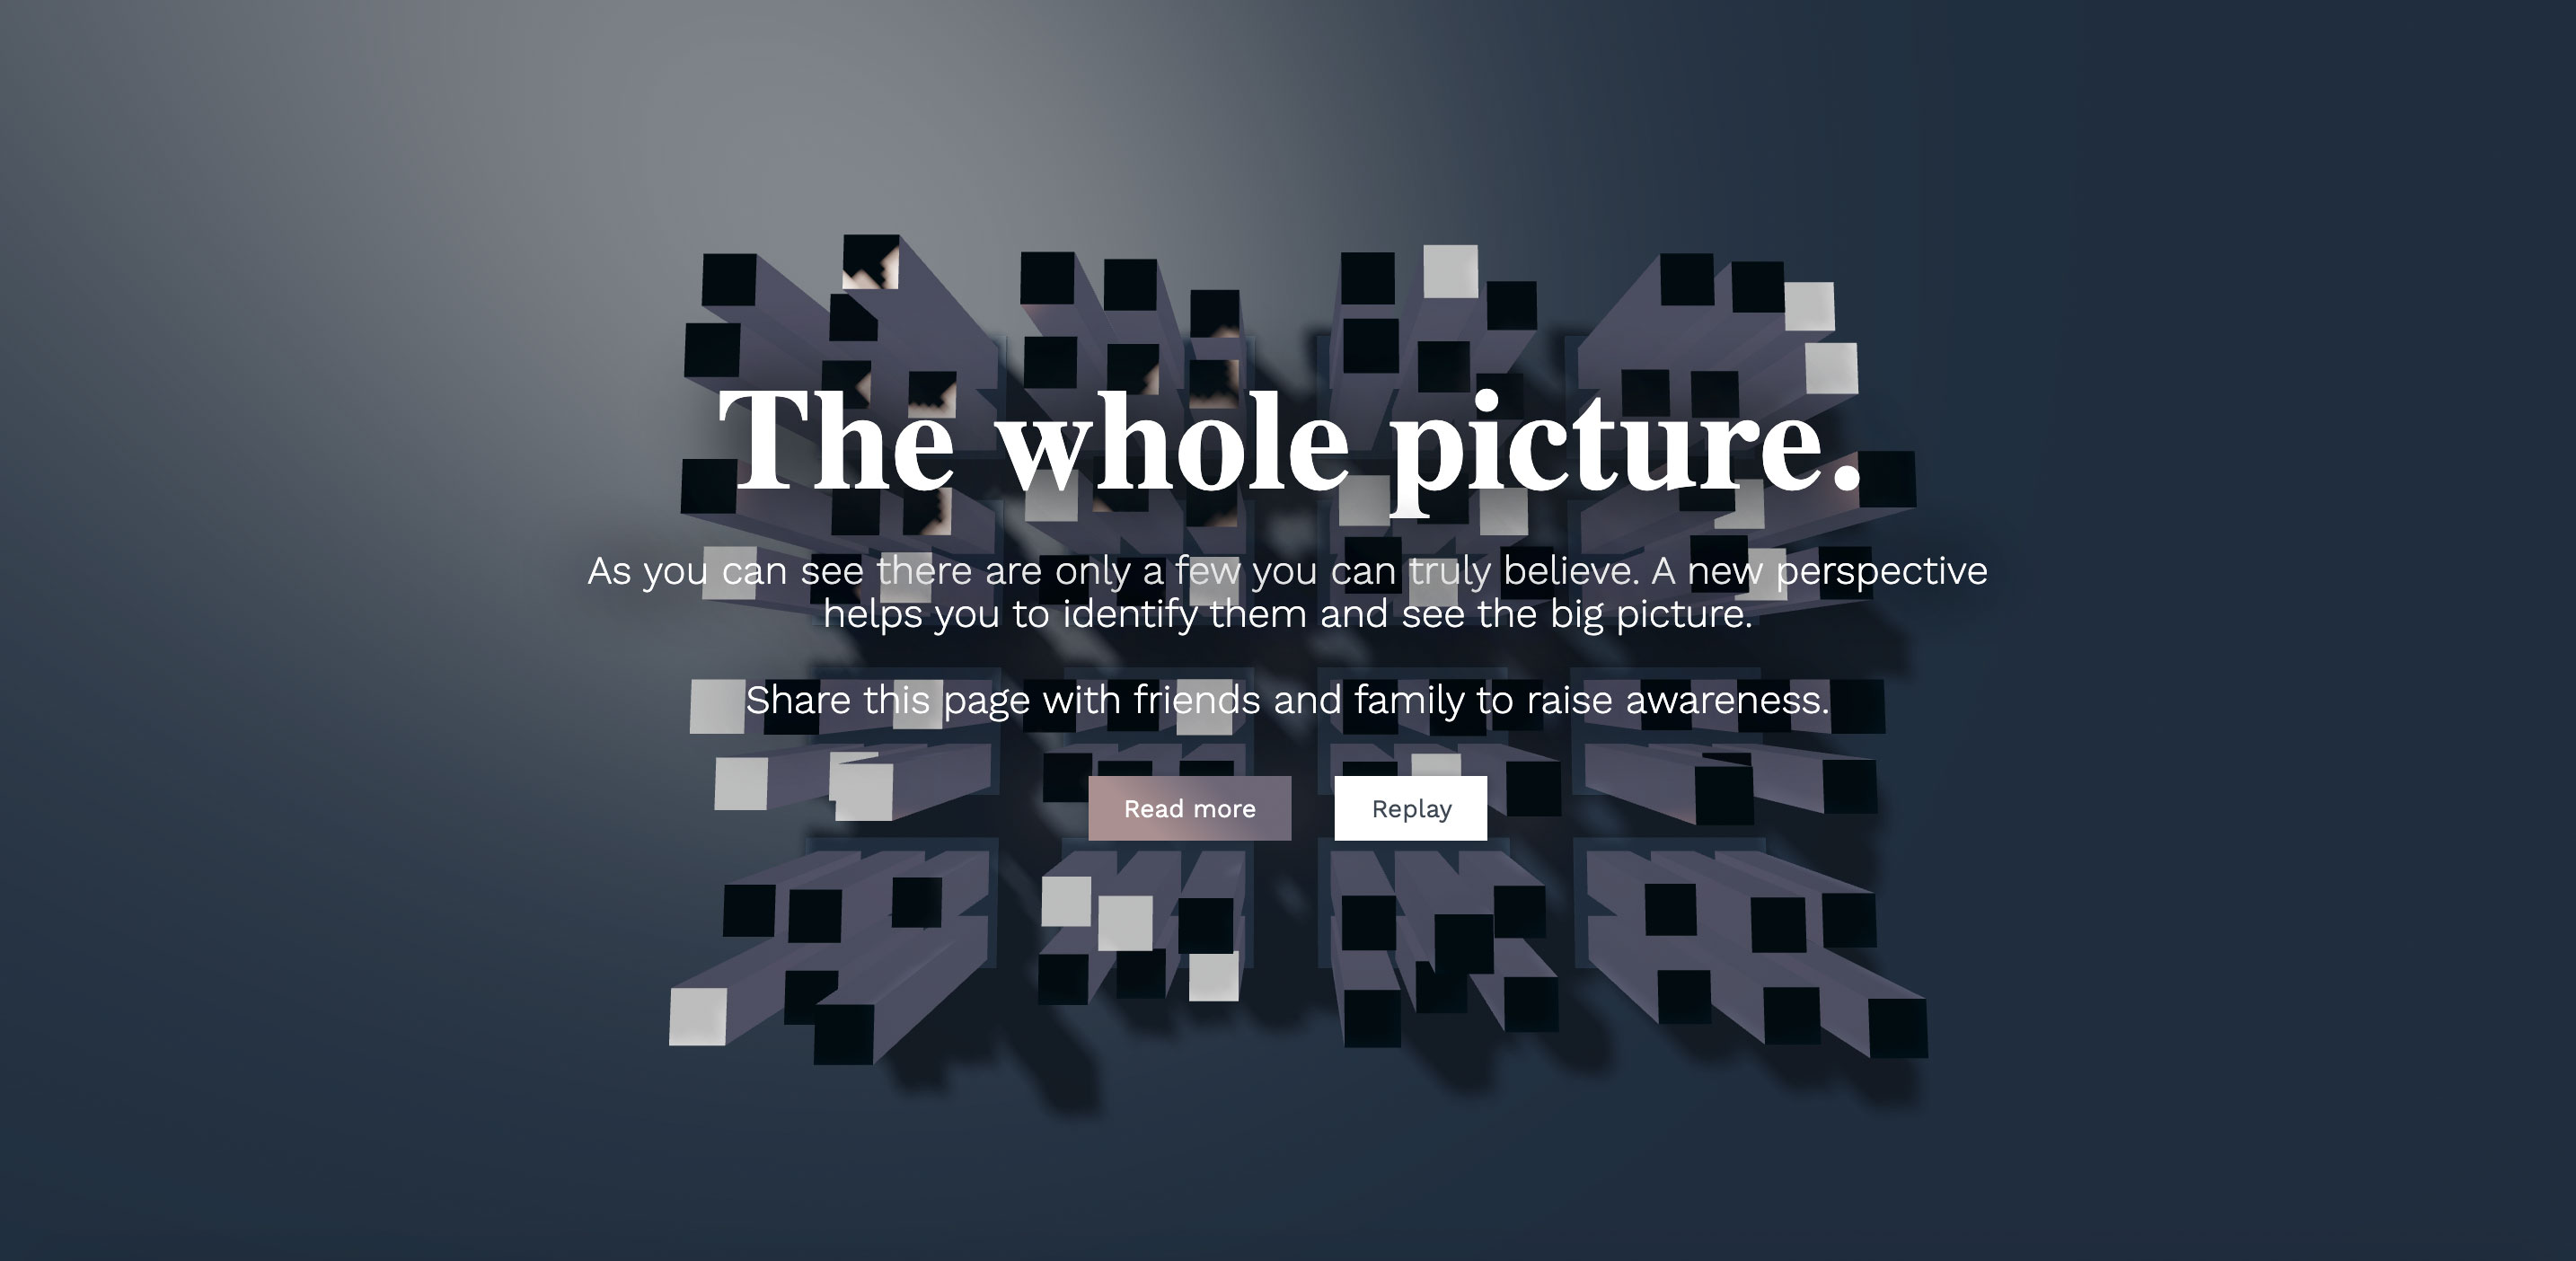 The whole picture.
As you can see there are only a few you can truly believe. A new perspective
helps you to identify them and see the big picture.
Share this page with friends and family to raise awareness.
Read more
Replay